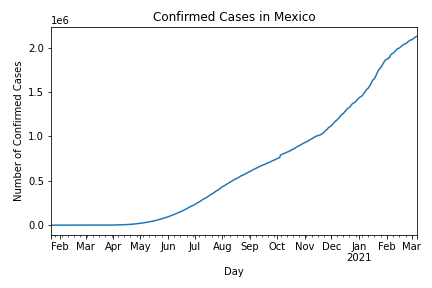 Confirmed Cases in Mexico
1e6
Number of Confirmed Cases
2.0
1.5
1.0
0.5
0.0
Feb Mar Apr May Jun Jul Aug Sep Oct Nov Dec Jan Feb Mar
2021
Day